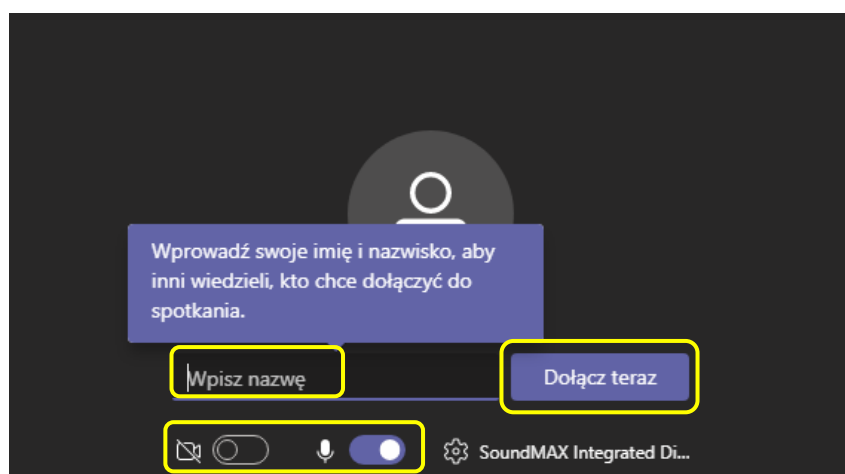 Wprowadź swoje imię i nazwisko, aby
inni wiedzieli, kto chce dołączyć do
spotkania.
Wpisz nazwę
Dołącz teraz
SoundMAX Integrated Di...